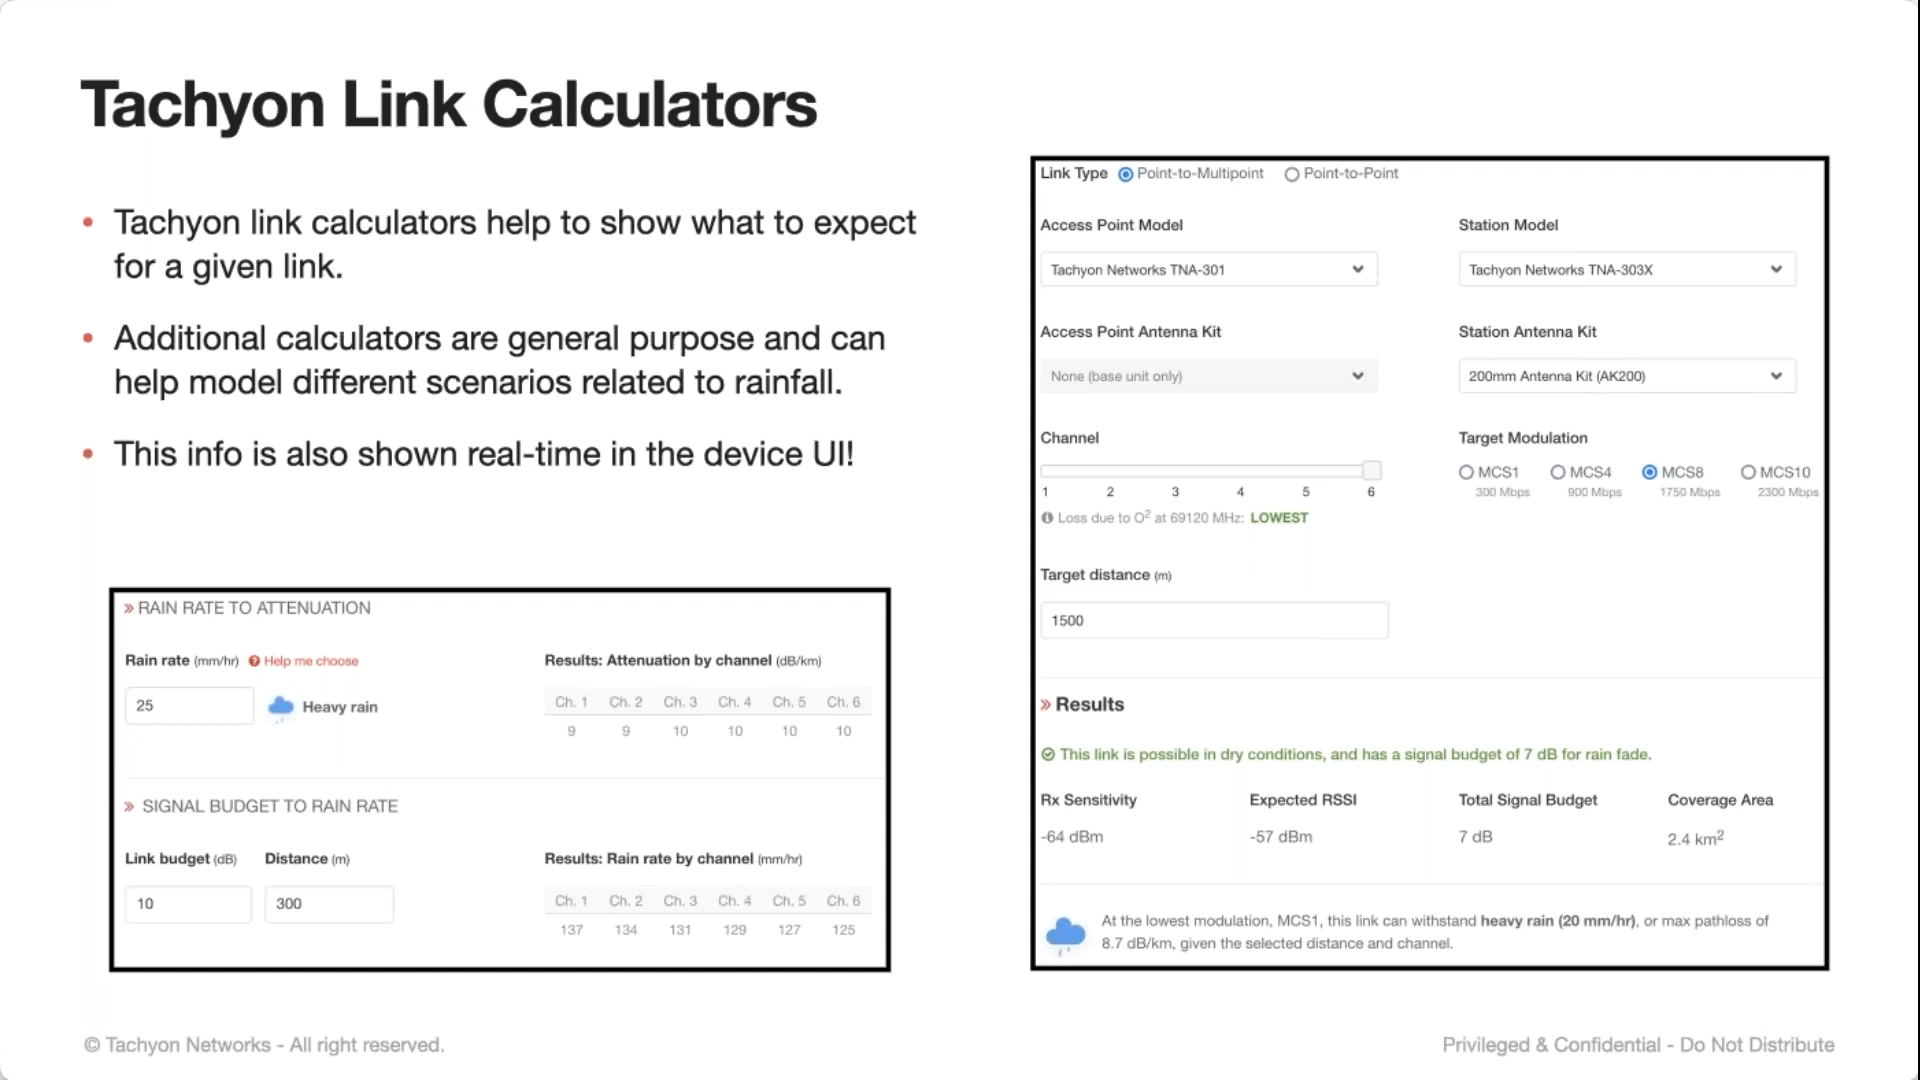 Tachyon Link Calculators
• Tachyon link calculators help to show what to expect
for a given link.
• Additional calculators are general purpose and can
help model different scenarios related to rainfall.
• This info is also shown real-time in the device UI!
» RAIN RATE TO ATTENUATION
Rain rate (mm/hr) Help me choose
25 Heavy rain
Results: Attenuation by channel (dB/km)
Ch. 1 Ch. 2 Ch. 3 Ch. 4 Ch. 5 Ch. 6
9 9 10 10 10 10
» SIGNAL BUDGET TO RAIN RATE
Link budget (dB) Distance (m)
10 300
Results: Rain rate by channel (mm/hr)
Ch. 1 Ch. 2 Ch. 3 Ch. 4 Ch. 5 Ch. 6
137 134 131 129 127 125
Link Type Point-to-Multipoint Point-to-Point
Access Point Model Station Model
Tachyon Networks TNA-301 Tachyon Networks TNA-303X
Access Point Antenna Kit Station Antenna Kit
None (base unit only) 200mm Antenna Kit (AK200)
Channel Target Modulation
MCS1 MCS4 MCS8 MCS10
1 2 3 4 5 6 300 Mbps 900 Mbps 1750 Mbps 2300 Mbps
Loss due to O² at 69120 MHz: LOWEST
Target distance (m)
1500
» Results
This link is possible in dry conditions, and has a signal budget of 7 dB for rain fade.
Rx Sensitivity Expected RSSI Total Signal Budget Coverage Area
-64 dBm -57 dBm 7 dB 2.4 km²
At the lowest modulation, MCS1, this link can withstand heavy rain (20 mm/hr), or max pathloss of
8.7 dB/km, given the selected distance and channel.
© Tachyon Networks - All right reserved. Privileged & Confidential - Do Not Distribute